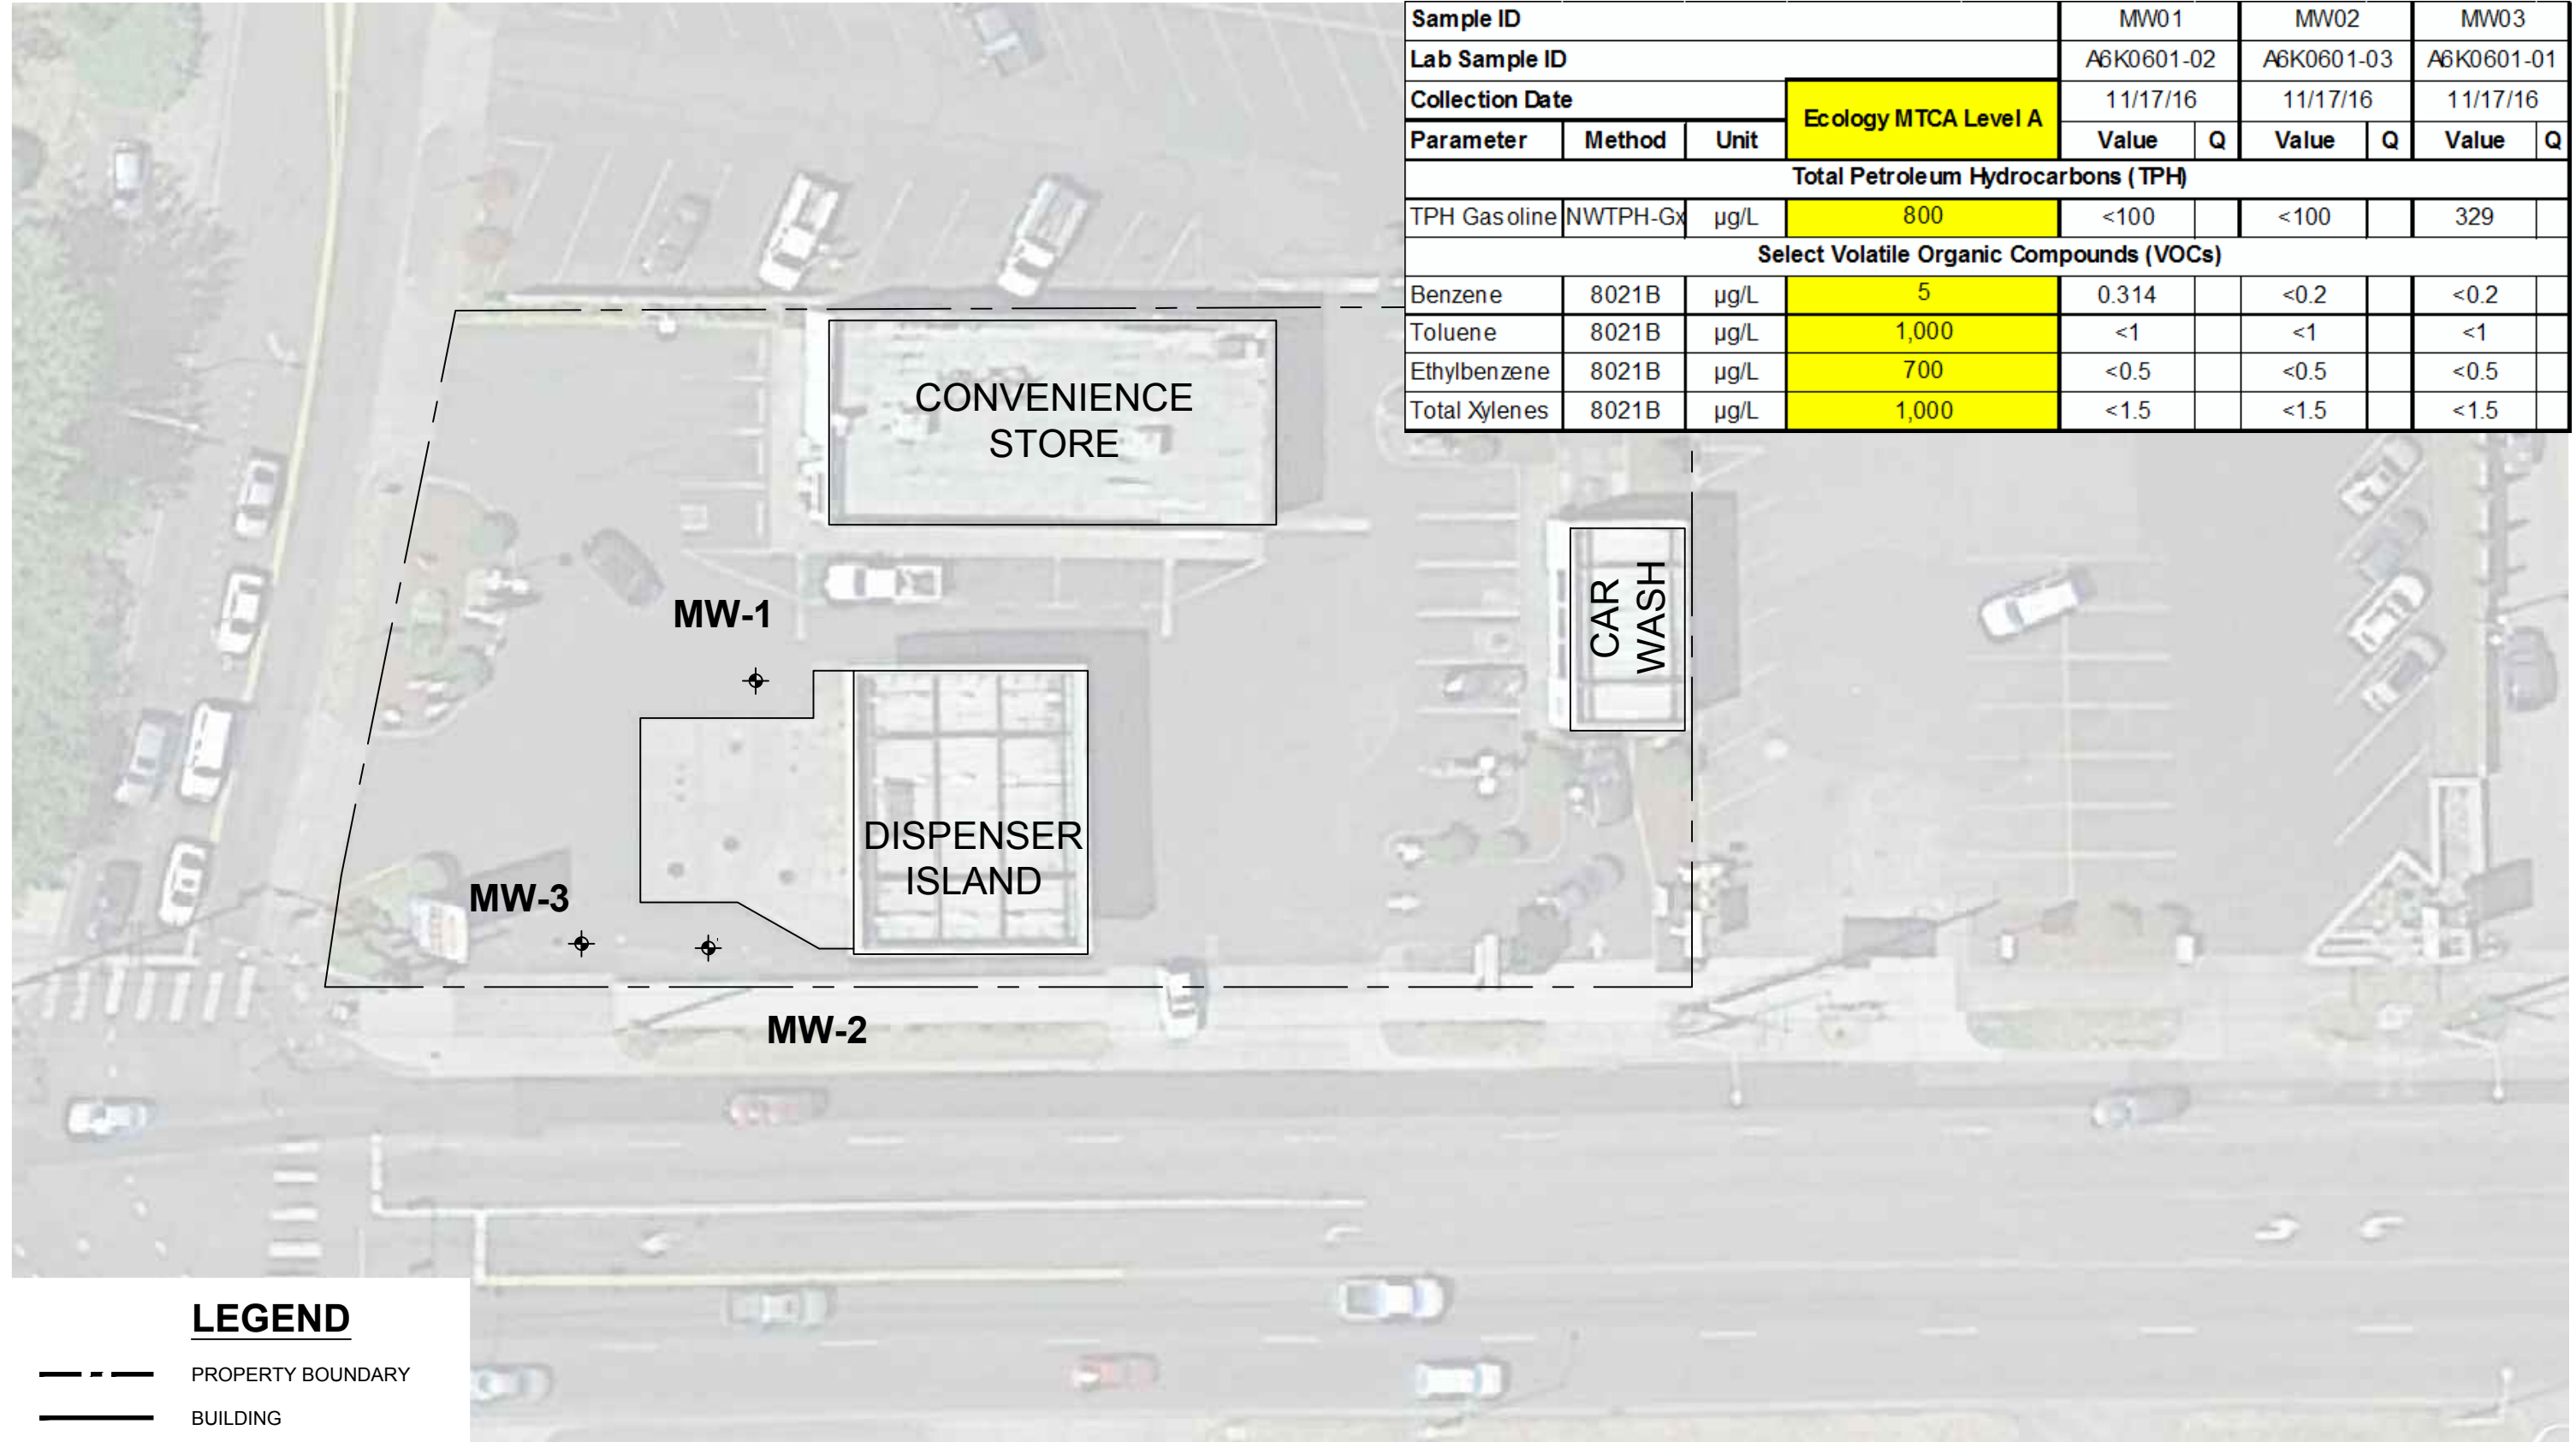 Sample ID MW01 MW02 MW03
Lab Sample ID A6K0601-02 A6K0601-03 A6K0601-01
Collection Date Ecology MTCA Level A 11/17/16 11/17/16 11/17/16
Parameter Method Unit Value Q Value Q Value Q
Total Petroleum Hydrocarbons (TPH)
TPH Gasoline NWTPH-Gx µg/L 800 <100 <100 329
Select Volatile Organic Compounds (VOCs)
Benzene 8021B µg/L 5 0.314 <0.2 <0.2
Toluene 8021B µg/L 1,000 <1 <1 <1
Ethylbenzene 8021B µg/L 700 <0.5 <0.5 <0.5
Total Xylenes 8021B µg/L 1,000 <1.5 <1.5 <1.5
CONVENIENCE
STORE
CAR
WASH
MW-1
DISPENSER
ISLAND
MW-3
MW-2
LEGEND
PROPERTY BOUNDARY
BUILDING